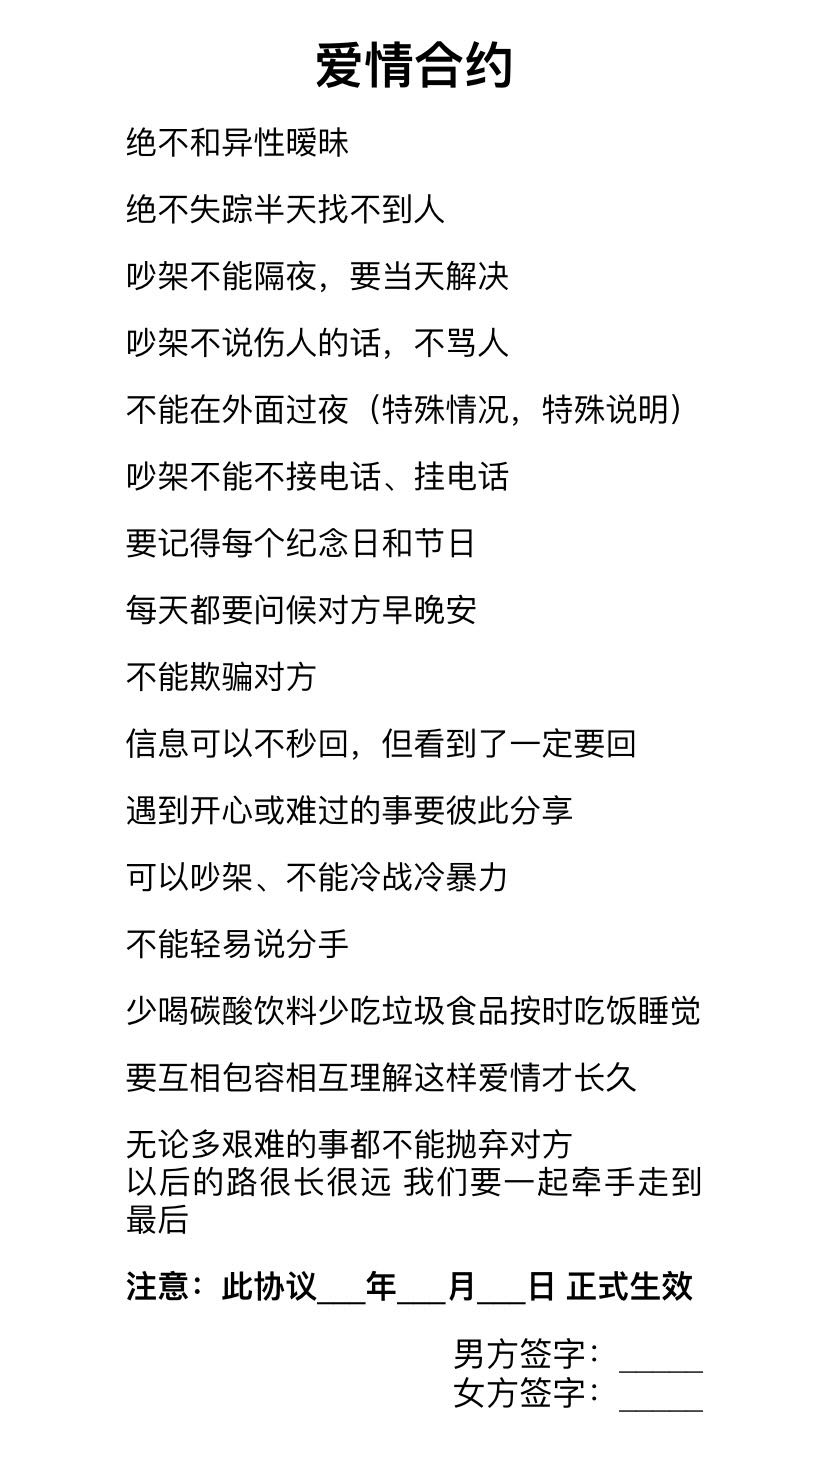 爱情合约
绝不和异性暧昧
绝不失踪半天找不到人
吵架不能隔夜，要当天解决
吵架不说伤人的话，不骂人
不能在外面过夜（特殊情况，特殊说明）
吵架不能不接电话、挂电话
要记得每个纪念日和节日
每天都要问候对方早晚安
不能欺骗对方
信息可以不秒回，但看到了一定要回
遇到开心或难过的事要彼此分享
可以吵架、不能冷战冷暴力
不能轻易说分手
少喝碳酸饮料少吃垃圾食品按时吃饭睡觉
要互相包容相互理解这样爱情才长久
无论多艰难的事都不能抛弃对方
以后的路很长很远 我们要一起牵手走到
最后
注意：此协议___年___月___日 正式生效
男方签字：_____
女方签字：_____